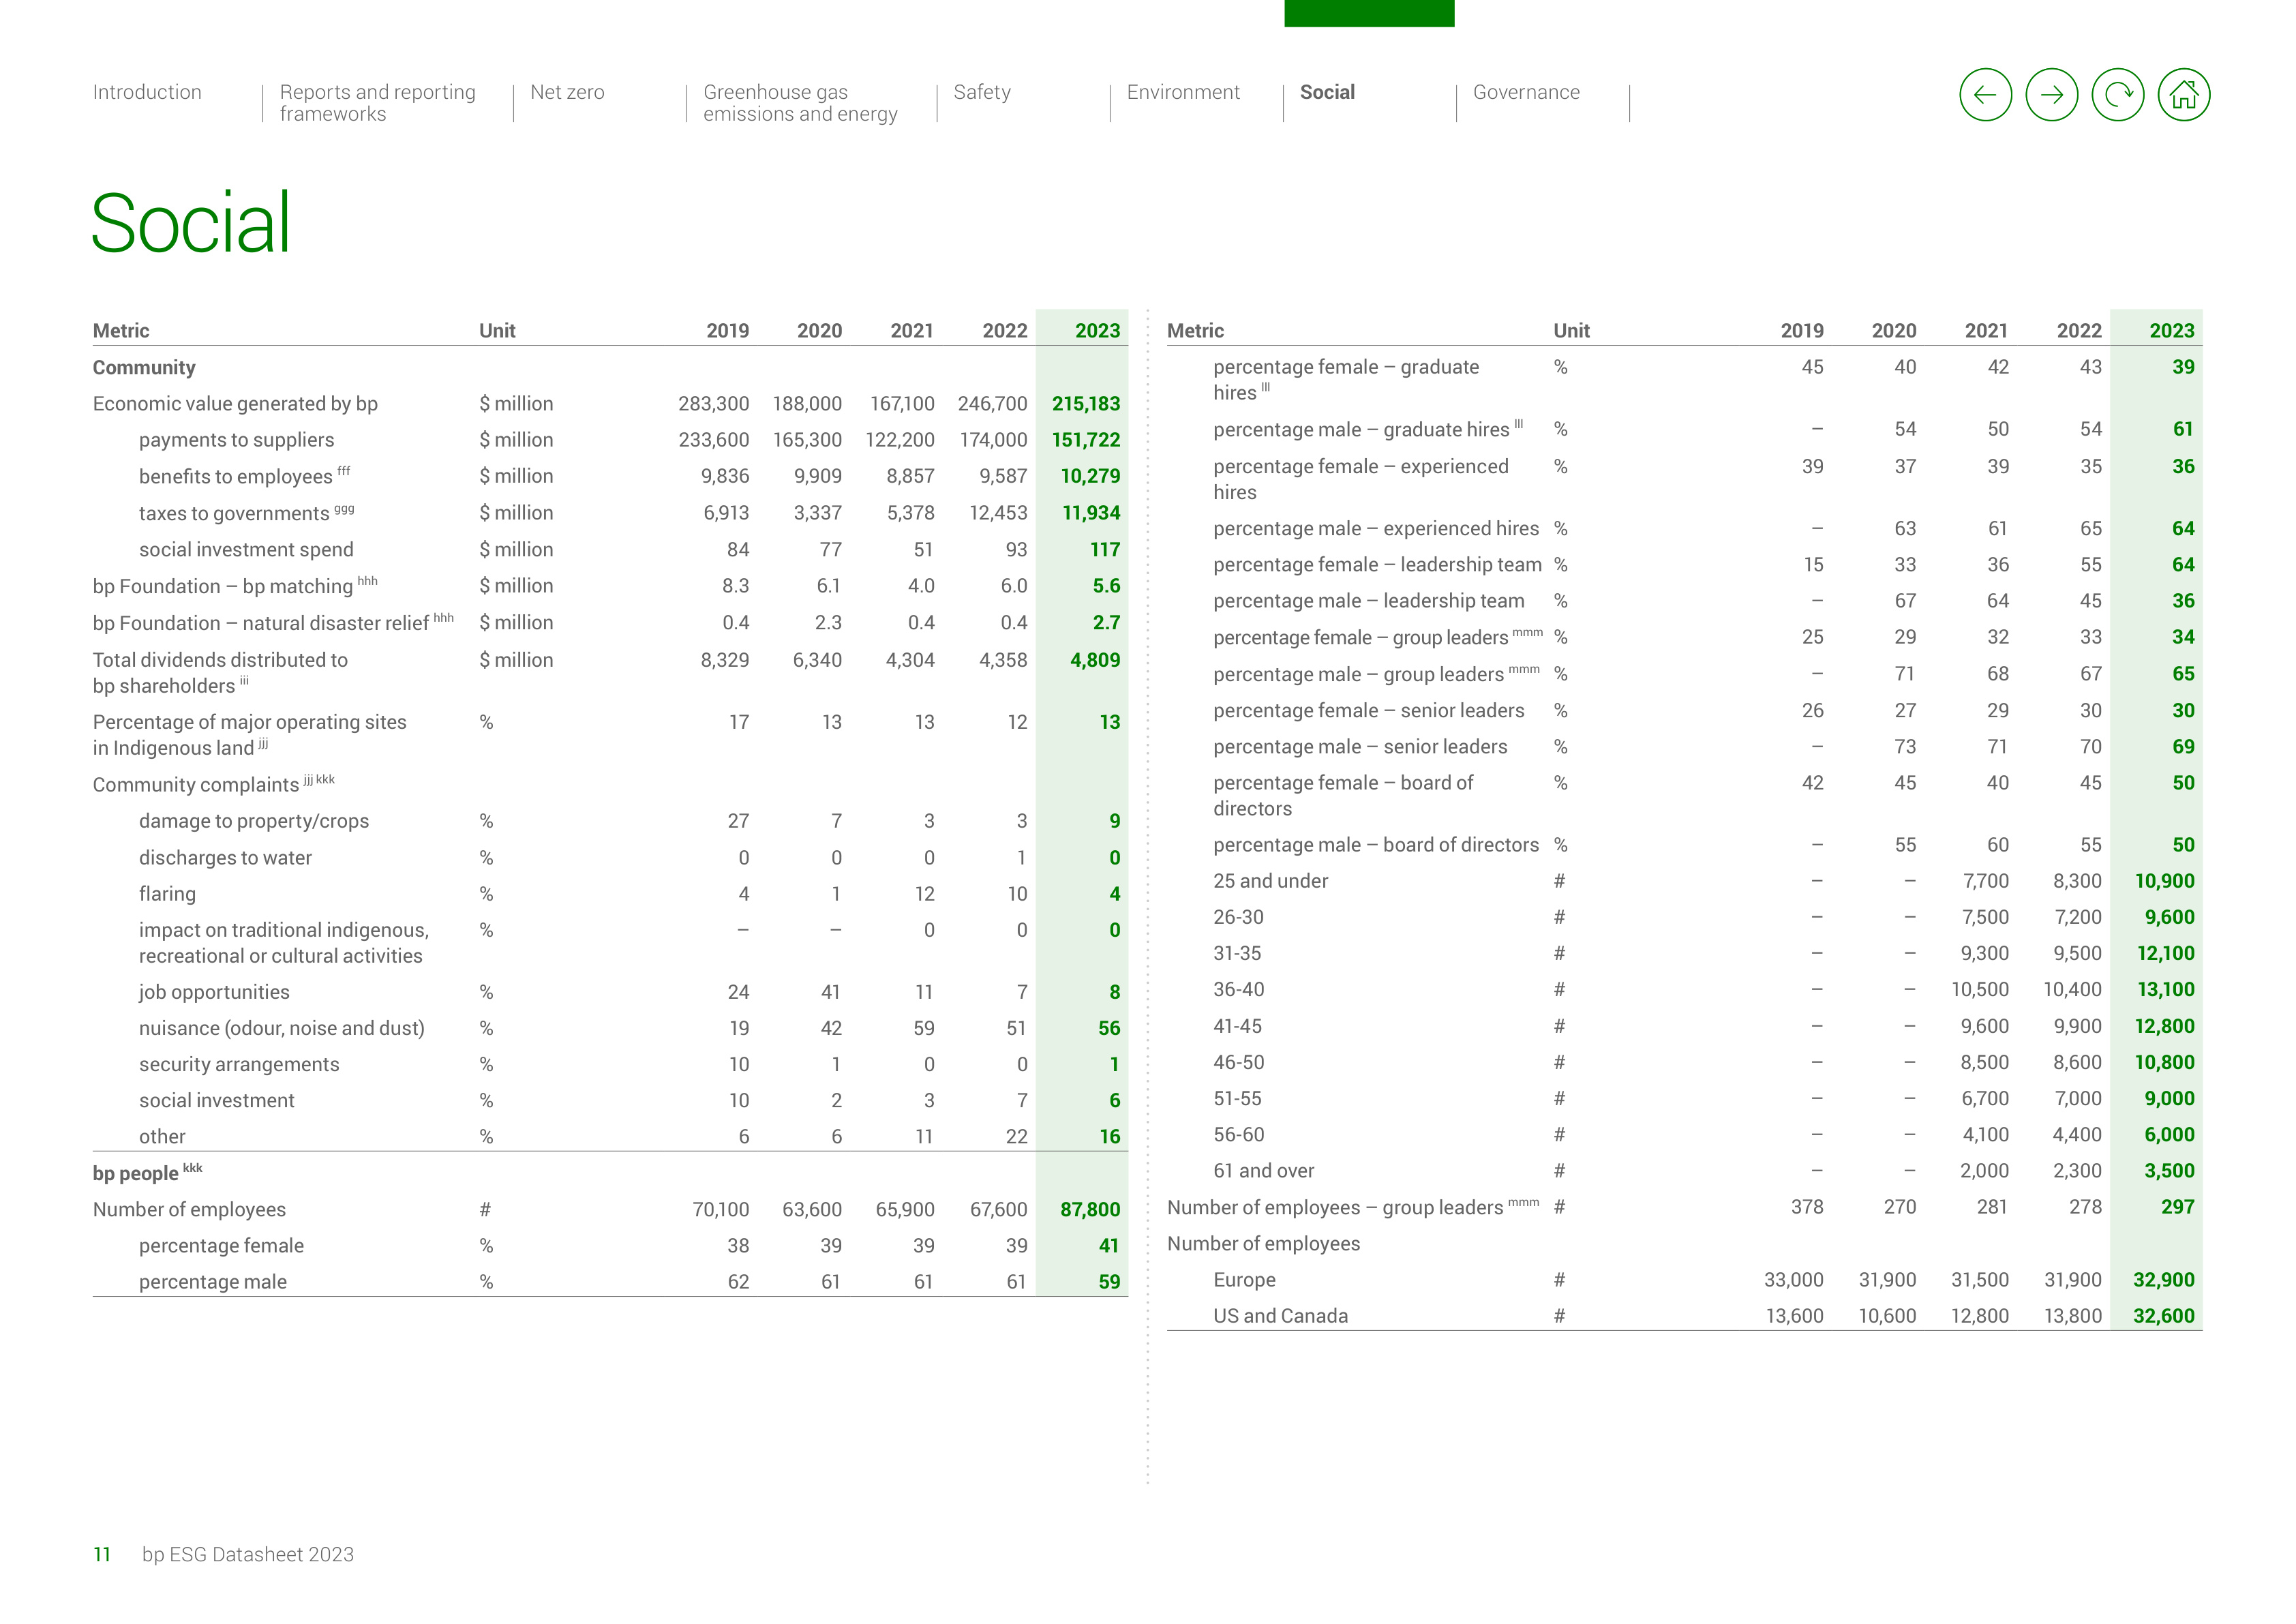 Introduction
Reports and reporting
frameworks
Net zero
Greenhouse gas
emissions and energy
Safety
Environment
Social
Governance
Social
Metric Unit 2019 2020 2021 2022 2023
Community
Economic value generated by bp $ million 283,300 188,000 167,100 246,700 215,183
payments to suppliers $ million 233,600 165,300 122,200 174,000 151,722
benefits to employees fff $ million 9,836 9,909 8,857 9,587 10,279
taxes to governments ggg $ million 6,913 3,337 5,378 12,453 11,934
social investment spend $ million 84 77 51 93 117
bp Foundation – bp matching hhh $ million 8.3 6.1 4.0 6.0 5.6
bp Foundation – natural disaster relief hhh $ million 0.4 2.3 0.4 0.4 2.7
Total dividends distributed to $ million 8,329 6,340 4,304 4,358 4,809
bp shareholders iii
Percentage of major operating sites % 17 13 13 12 13
in Indigenous land jjj
Community complaints jjj kkk
damage to property/crops % 27 7 3 3 9
discharges to water % 0 0 0 1 0
flaring % 4 1 12 10 4
impact on traditional indigenous, % – – 0 0 0
recreational or cultural activities
job opportunities % 24 41 11 7 8
nuisance (odour, noise and dust) % 19 42 59 51 56
security arrangements % 10 1 0 0 1
social investment % 10 2 3 7 6
other % 6 6 11 22 16
bp people kkk
Number of employees # 70,100 63,600 65,900 67,600 87,800
percentage female % 38 39 39 39 41
percentage male % 62 61 61 61 59
Metric Unit 2019 2020 2021 2022 2023
percentage female – graduate % 45 40 42 43 39
hires lll
percentage male – graduate hires lll % – 54 50 54 61
percentage female – experienced % 39 37 39 35 36
hires
percentage male – experienced hires % – 63 61 65 64
percentage female – leadership team % 15 33 36 55 64
percentage male – leadership team % – 67 64 45 36
percentage female – group leaders mmm % 25 29 32 33 34
percentage male – group leaders mmm % – 71 68 67 65
percentage female – senior leaders % 26 27 29 30 30
percentage male – senior leaders % – 73 71 70 69
percentage female – board of % 42 45 40 45 50
directors
percentage male – board of directors % – 55 60 55 50
25 and under # – – 7,700 8,300 10,900
26-30 # – – 7,500 7,200 9,600
31-35 # – – 9,300 9,500 12,100
36-40 # – – 10,500 10,400 13,100
41-45 # – – 9,600 9,900 12,800
46-50 # – – 8,500 8,600 10,800
51-55 # – – 6,700 7,000 9,000
56-60 # – – 4,100 4,400 6,000
61 and over # – – 2,000 2,300 3,500
Number of employees – group leaders mmm # 378 270 281 278 297
Number of employees
Europe # 33,000 31,900 31,500 31,900 32,900
US and Canada # 13,600 10,600 12,800 13,800 32,600
11 bp ESG Datasheet 2023